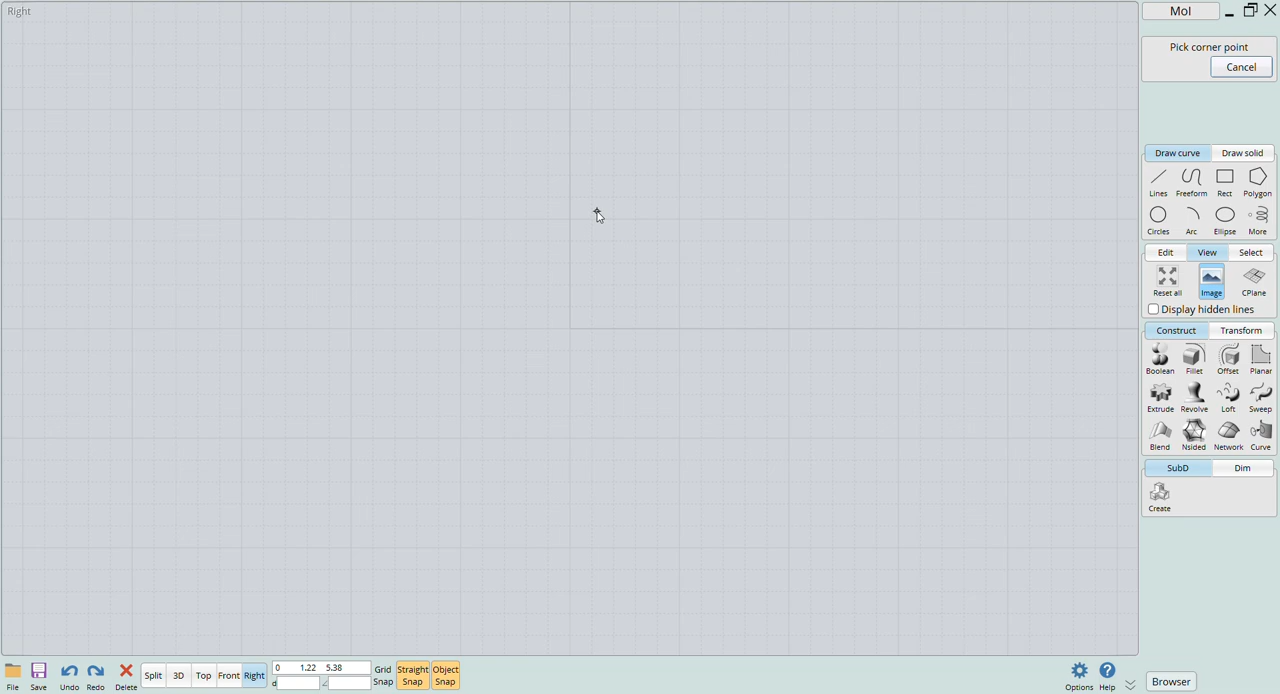 Right
MoI
Pick corner point
Cancel
Draw curve Draw solid
Lines Freeform Rect Polygon
Circles Arc Ellipse More
Edit View Select
Reset all Image CPlane
Display hidden lines
Construct Transform
Boolean Fillet Offset Planar
Extrude Revolve Loft Sweep
Blend Nsided Network Curve
SubD Dim
Create
File Save Undo Redo Delete Split 3D Top Front Right
0 1.22 5.38
d
Grid Snap
Straight Snap
Object Snap
Options Help
Browser